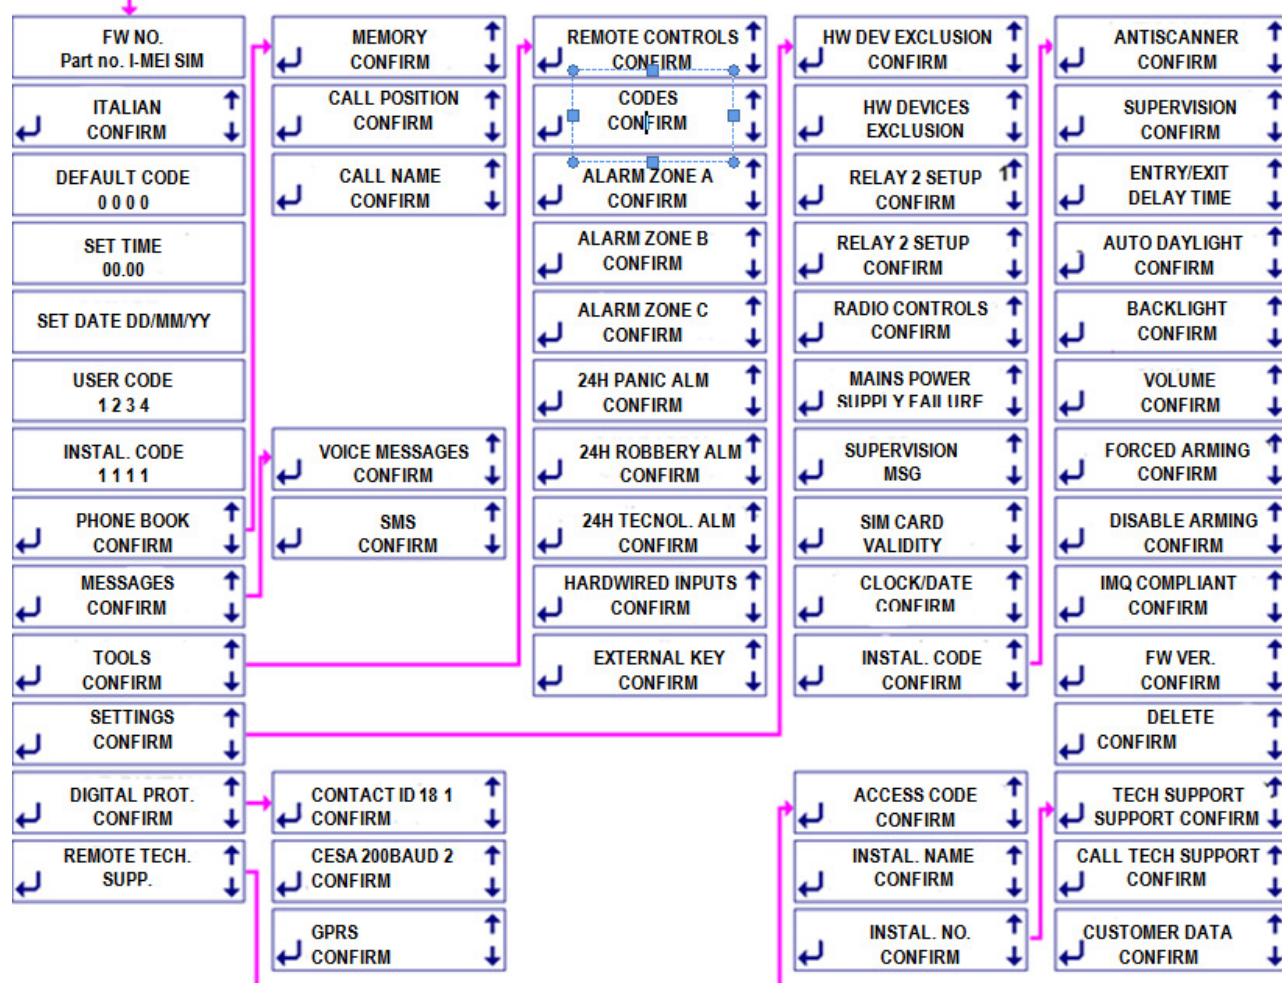 FW NO.
Part no. I-MEI SIM
ITALIAN
CONFIRM
DEFAULT CODE
0 0 0 0
SET TIME
00.00
SET DATE DD/MM/YY
USER CODE
1 2 3 4
INSTAL. CODE
1 1 1 1
PHONE BOOK
CONFIRM
MESSAGES
CONFIRM
TOOLS
CONFIRM
SETTINGS
CONFIRM
DIGITAL PROT.
CONFIRM
REMOTE TECH.
SUPP.
MEMORY
CONFIRM
CALL POSITION
CONFIRM
CALL NAME
CONFIRM
VOICE MESSAGES
CONFIRM
SMS
CONFIRM
CONTACT ID 18 1
CONFIRM
CESA 200BAUD 2
CONFIRM
GPRS
CONFIRM
REMOTE CONTROLS
CONFIRM
CODES
CONFIRM
ALARM ZONE A
CONFIRM
ALARM ZONE B
CONFIRM
ALARM ZONE C
CONFIRM
24H PANIC ALM
CONFIRM
24H ROBBERY ALM
CONFIRM
24H TECNOL. ALM
CONFIRM
HARDWIRED INPUTS
CONFIRM
EXTERNAL KEY
CONFIRM
HW DEV EXCLUSION
CONFIRM
HW DEVICES
EXCLUSION
RELAY 2 SETUP 1
CONFIRM
RELAY 2 SETUP
CONFIRM
RADIO CONTROLS
CONFIRM
MAINS POWER
SUPPLY FAILURE
SUPERVISION
MSG
SIM CARD
VALIDITY
CLOCK/DATE
CONFIRM
INSTAL. CODE
CONFIRM
ACCESS CODE
CONFIRM
INSTAL. NAME
CONFIRM
INSTAL. NO.
CONFIRM
ANTISCANNER
CONFIRM
SUPERVISION
CONFIRM
ENTRY/EXIT
DELAY TIME
AUTO DAYLIGHT
CONFIRM
BACKLIGHT
CONFIRM
VOLUME
CONFIRM
FORCED ARMING
CONFIRM
DISABLE ARMING
CONFIRM
IMQ COMPLIANT
CONFIRM
FW VER.
CONFIRM
DELETE
CONFIRM
TECH SUPPORT
SUPPORT CONFIRM
CALL TECH SUPPORT
CONFIRM
CUSTOMER DATA
CONFIRM